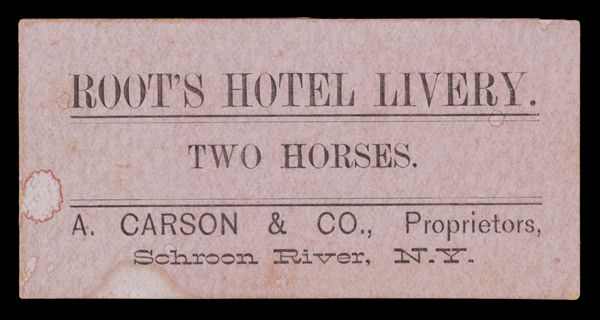 ROOT'S HOTEL LIVERY.
TWO HORSES.
A. CARSON & CO., Proprietors,
Schroon River, N.Y.